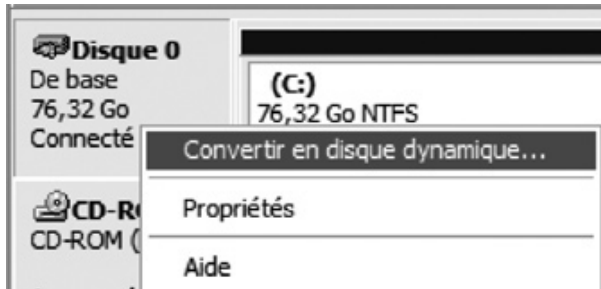 Disque 0
De base
76,32 Go
Connecté
(C:)
76,32 Go NTFS
Convertir en disque dynamique...
Propriétés
Aide
CD-R
CD-ROM (